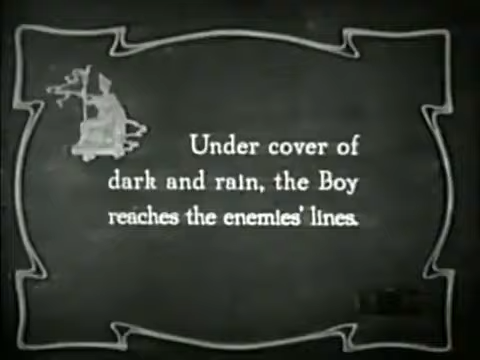 Under cover of
dark and rain, the Boy
reaches the enemies' lines.